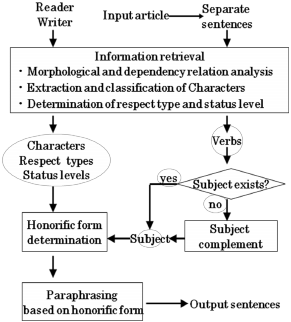 Reader
Writer
Input article
Separate
sentences
Information retrieval
・Morphological and dependency relation analysis
・Extraction and classification of Characters
・Determination of respect type and status level
Characters
Respect types
Status levels
Verbs
Subject exists?
yes
no
Honorific form
determination
Subject
Subject
complement
Paraphrasing
based on honorific form
Output sentences